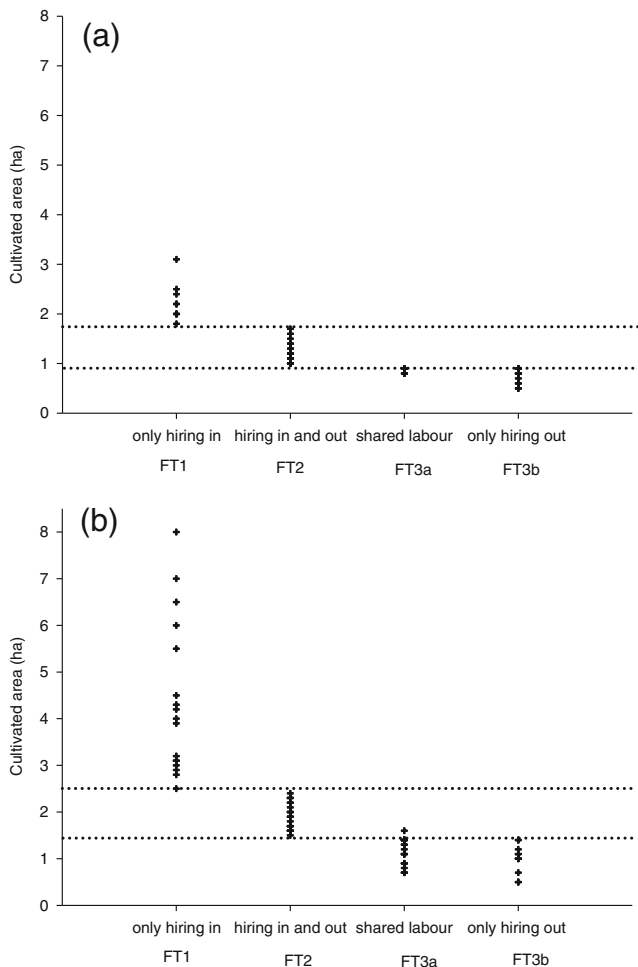 (a)
8
7
6
5
4
3
2
1
0
Cultivated area (ha)
only hiring in hiring in and out shared labour only hiring out
FT1 FT2 FT3a FT3b
(b)
8
7
6
5
4
3
2
1
0
Cultivated area (ha)
only hiring in hiring in and out shared labour only hiring out
FT1 FT2 FT3a FT3b